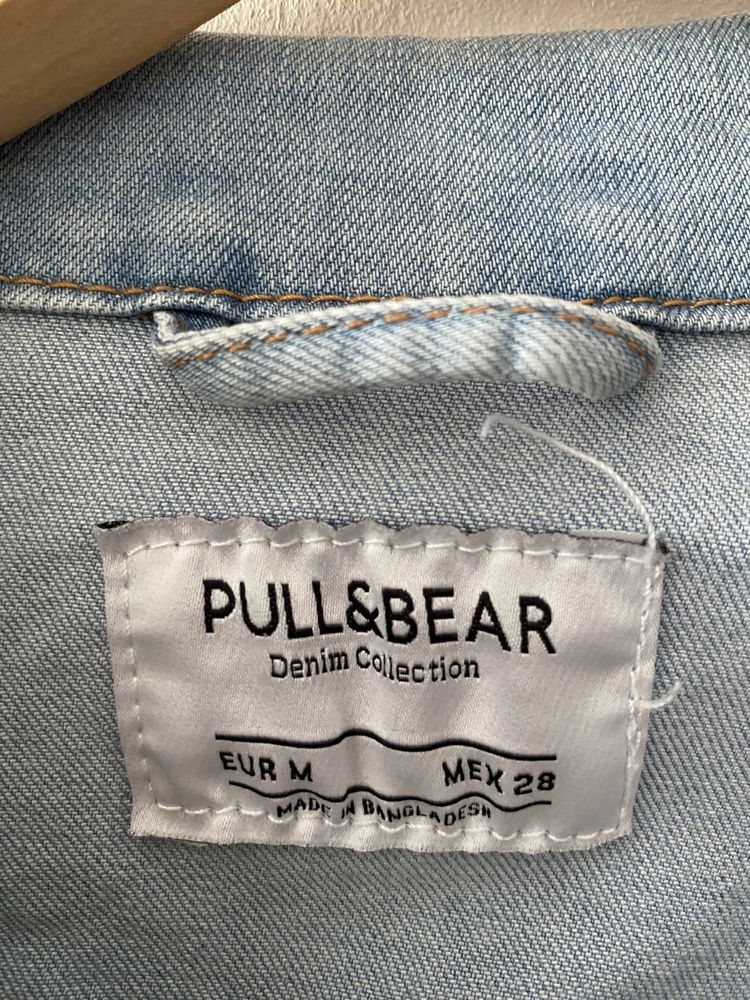 PULL&BEAR
Denim Collection
EUR M MEX 28
MADE IN BANGLADESH